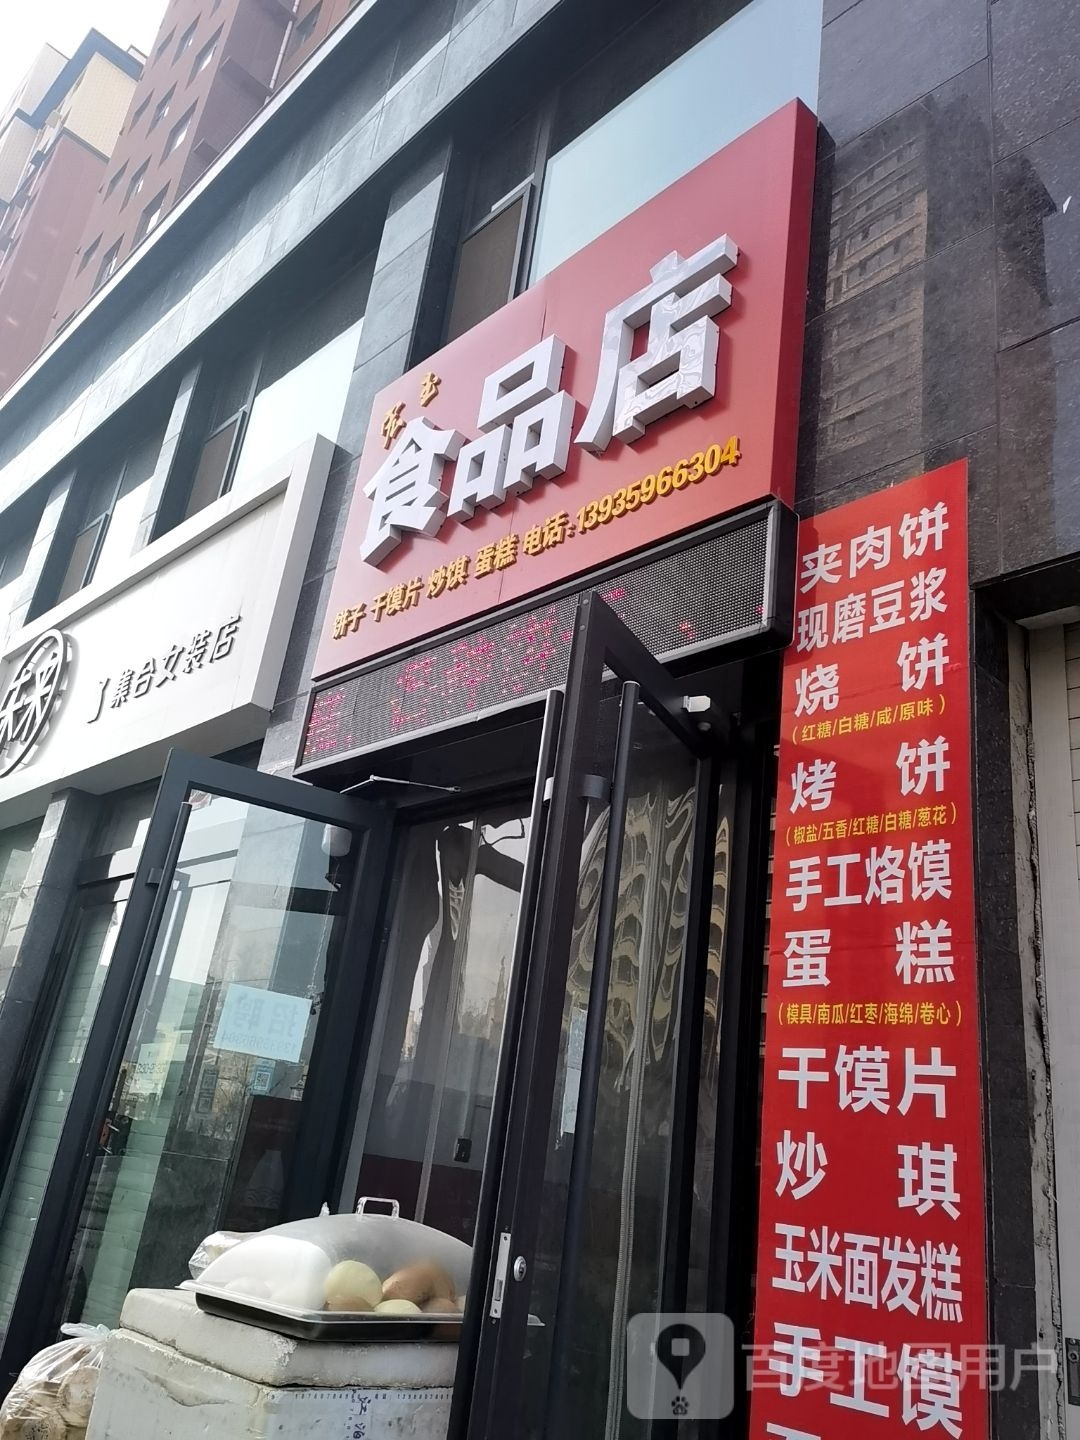 食品店
饼子 干馍片 炒饼 蛋糕 电话:13935966304
了集合女装店
夹肉饼
现磨豆浆
烧饼
(红糖/白糖/咸/原味)
烤饼
(椒盐/五香/红糖/白糖/葱花)
手工烙馍
蛋糕
(模具/南瓜/红枣/海绵/卷心)
干馍片
炒琪
玉米面发糕
手工馍
招聘
百度地图用户